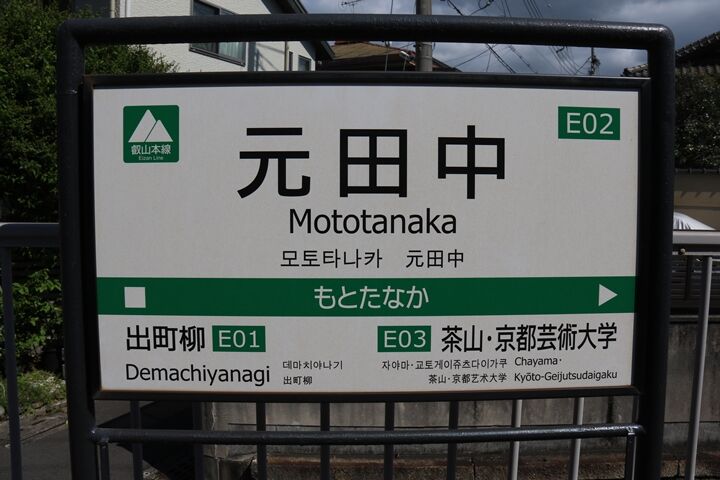 叡山本線
Eizan Line
E02
元田中
Mototanaka
모토타나카 元田中
もとたなか
出町柳 E01
Demachiyanagi
데마치야나기
出町柳
E03 茶山・京都芸術大学
자야마·교토게이쥬츠다이가쿠
茶山・京都艺术大学
Chayama・
Kyōto-Geijutsudaigaku